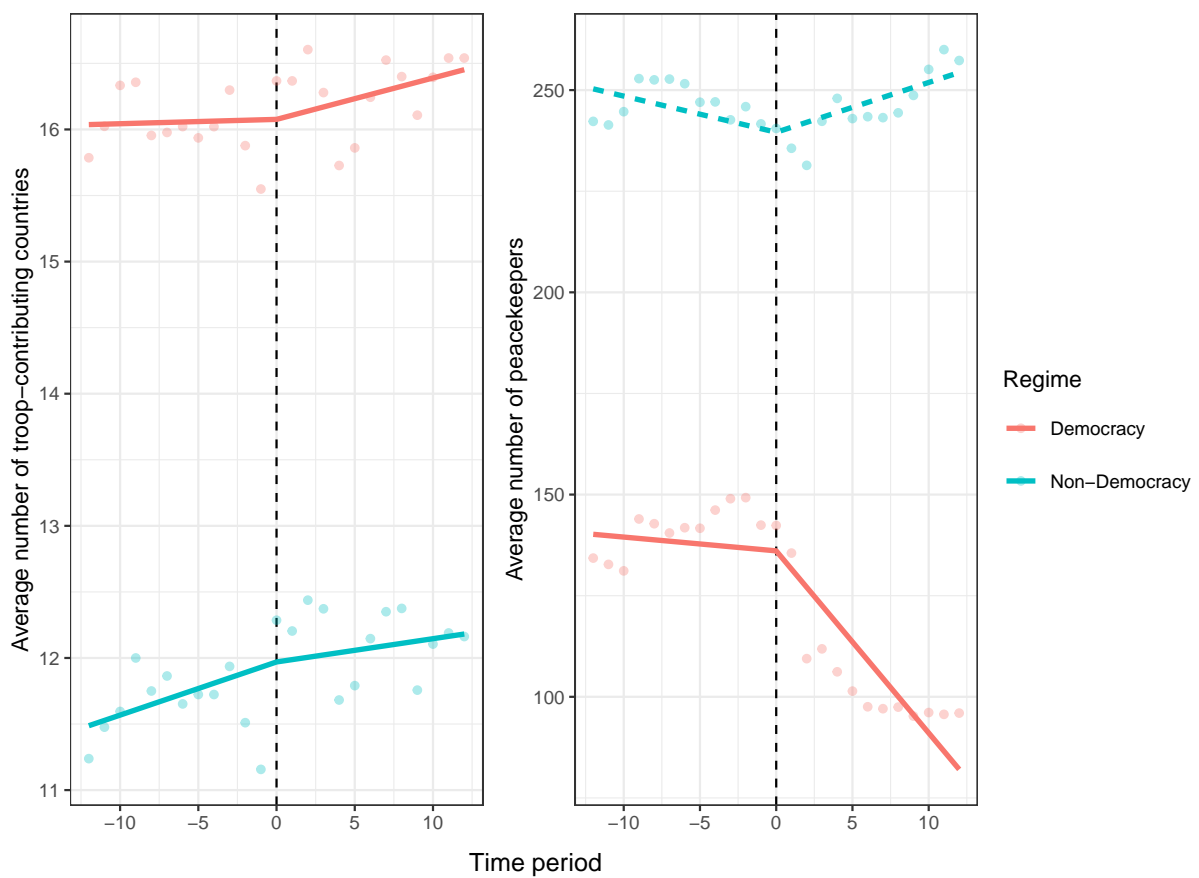 Average number of troop−contributing countries
16
15
14
13
12
11
−10 −5 0 5 10
Average number of peacekeepers
250
200
150
100
−10 −5 0 5 10
Time period
Regime
Democracy
Non−Democracy